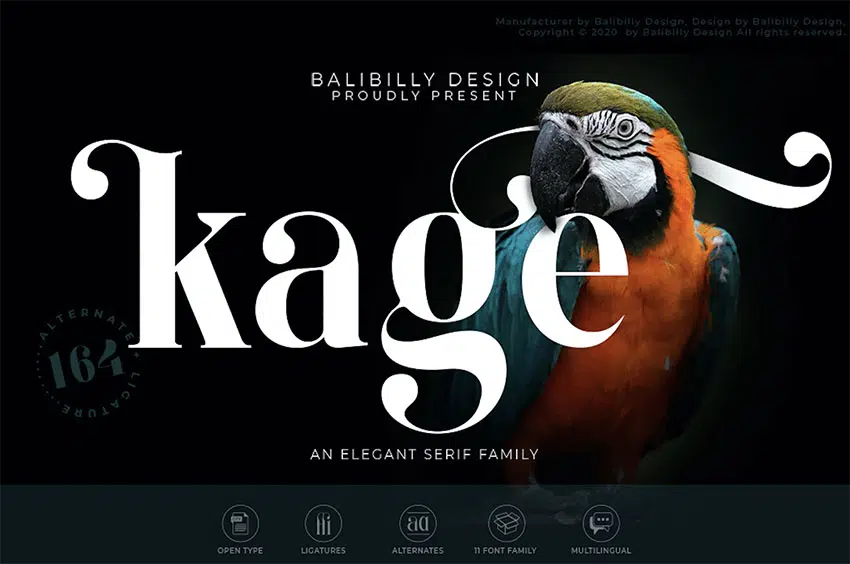 Manufacturer by Balibilly Design, Design by Balibilly Design,
Copyright © 2020 by Balibilly Design All rights reserved.
BALIBILLY DESIGN
PROUDLY PRESENT
kage
ALTERNATE + LIGATURE
164
AN ELEGANT SERIF FAMILY
OPEN TYPE
ffi
LIGATURES
aa
ALTERNATES
11 FONT FAMILY
MULTILINGUAL